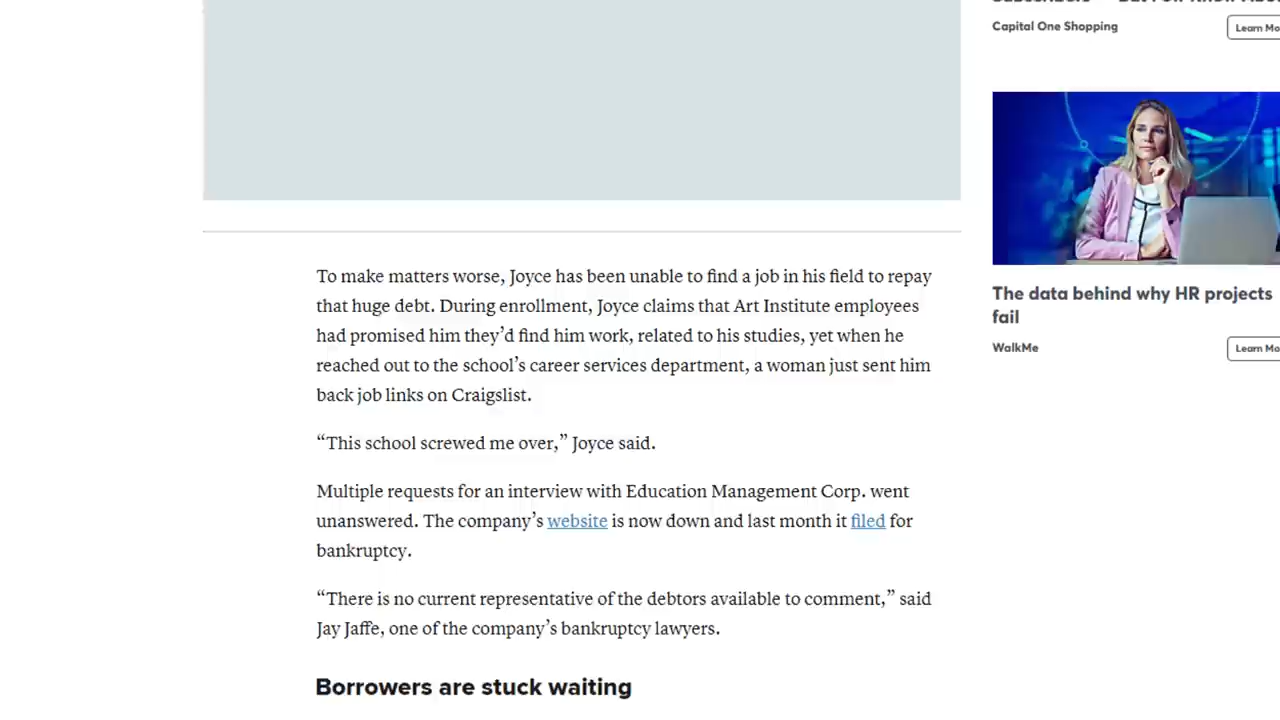 Capital One Shopping
Learn Mo
To make matters worse, Joyce has been unable to find a job in his field to repay
that huge debt. During enrollment, Joyce claims that Art Institute employees
had promised him they’d find him work, related to his studies, yet when he
reached out to the school’s career services department, a woman just sent him
back job links on Craigslist.
“This school screwed me over,” Joyce said.
Multiple requests for an interview with Education Management Corp. went
unanswered. The company’s website is now down and last month it filed for
bankruptcy.
“There is no current representative of the debtors available to comment,” said
Jay Jaffe, one of the company’s bankruptcy lawyers.
Borrowers are stuck waiting
The data behind why HR projects
fail
WalkMe
Learn Mo